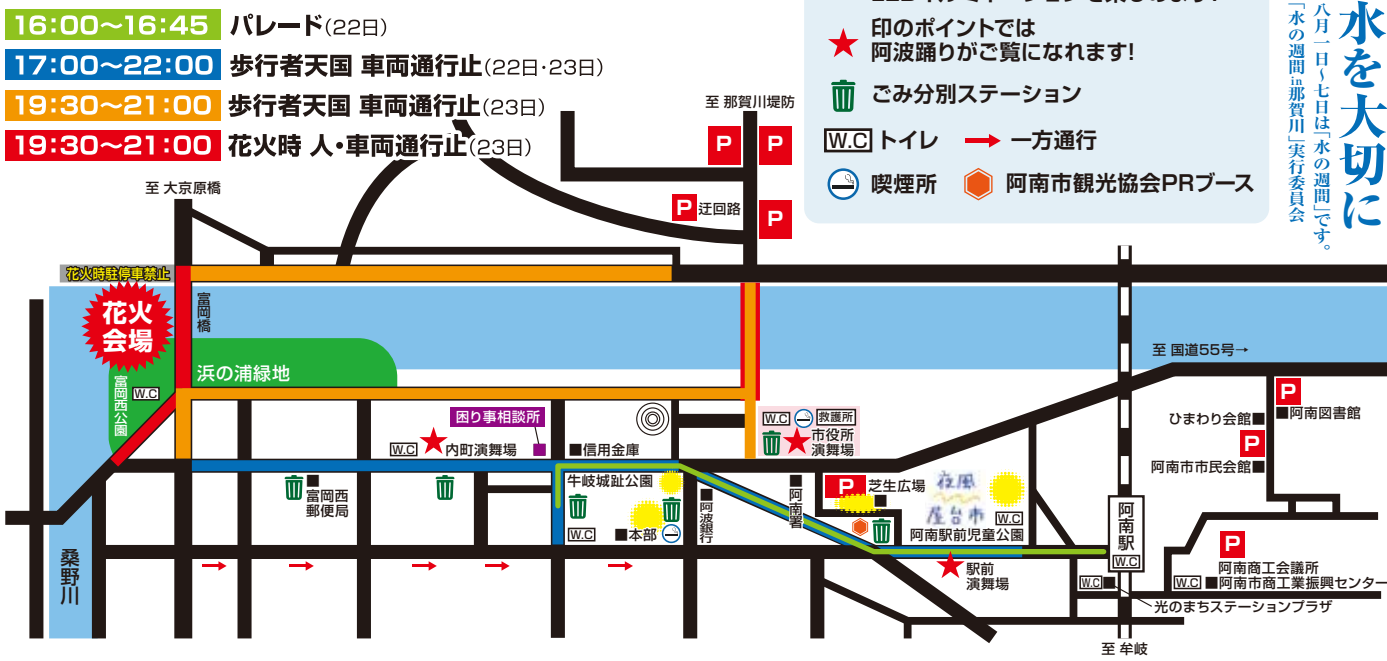 16:00〜16:45 パレード(22日)
17:00〜22:00 歩行者天国 車両通行止(22日・23日)
19:30〜21:00 歩行者天国 車両通行止(23日)
19:30〜21:00 花火時 人・車両通行止(23日)
印のポイントでは
阿波踊りがご覧になれます!
ごみ分別ステーション
W.C トイレ
一方通行
喫煙所
阿南市観光協会PRブース
水を大切に
八月一日〜七日は「水の週間」です。
「水の週間in那賀川」実行委員会
至 大京原橋
至 那賀川堤防
P
P
P 迂回路
P
花火時駐停車禁止
花火
会場
富岡橋
浜の浦緑地
富岡西公園
W.C
至 国道55号→
困り事相談所
W.C
内町演舞場
信用金庫
W.C
救護所
市役所
演舞場
P
阿南図書館
ひまわり会館
P
阿南市市民会館
富岡西
郵便局
牛岐城趾公園
W.C
本部
阿波銀行
阿南署
P
芝生広場
夜風
屋台市
W.C
阿南駅前児童公園
駅前
演舞場
阿南駅
W.C
W.C
光のまちステーションプラザ
P
阿南商工会議所
W.C
阿南市商工業振興センター
桑野川
至 牟岐